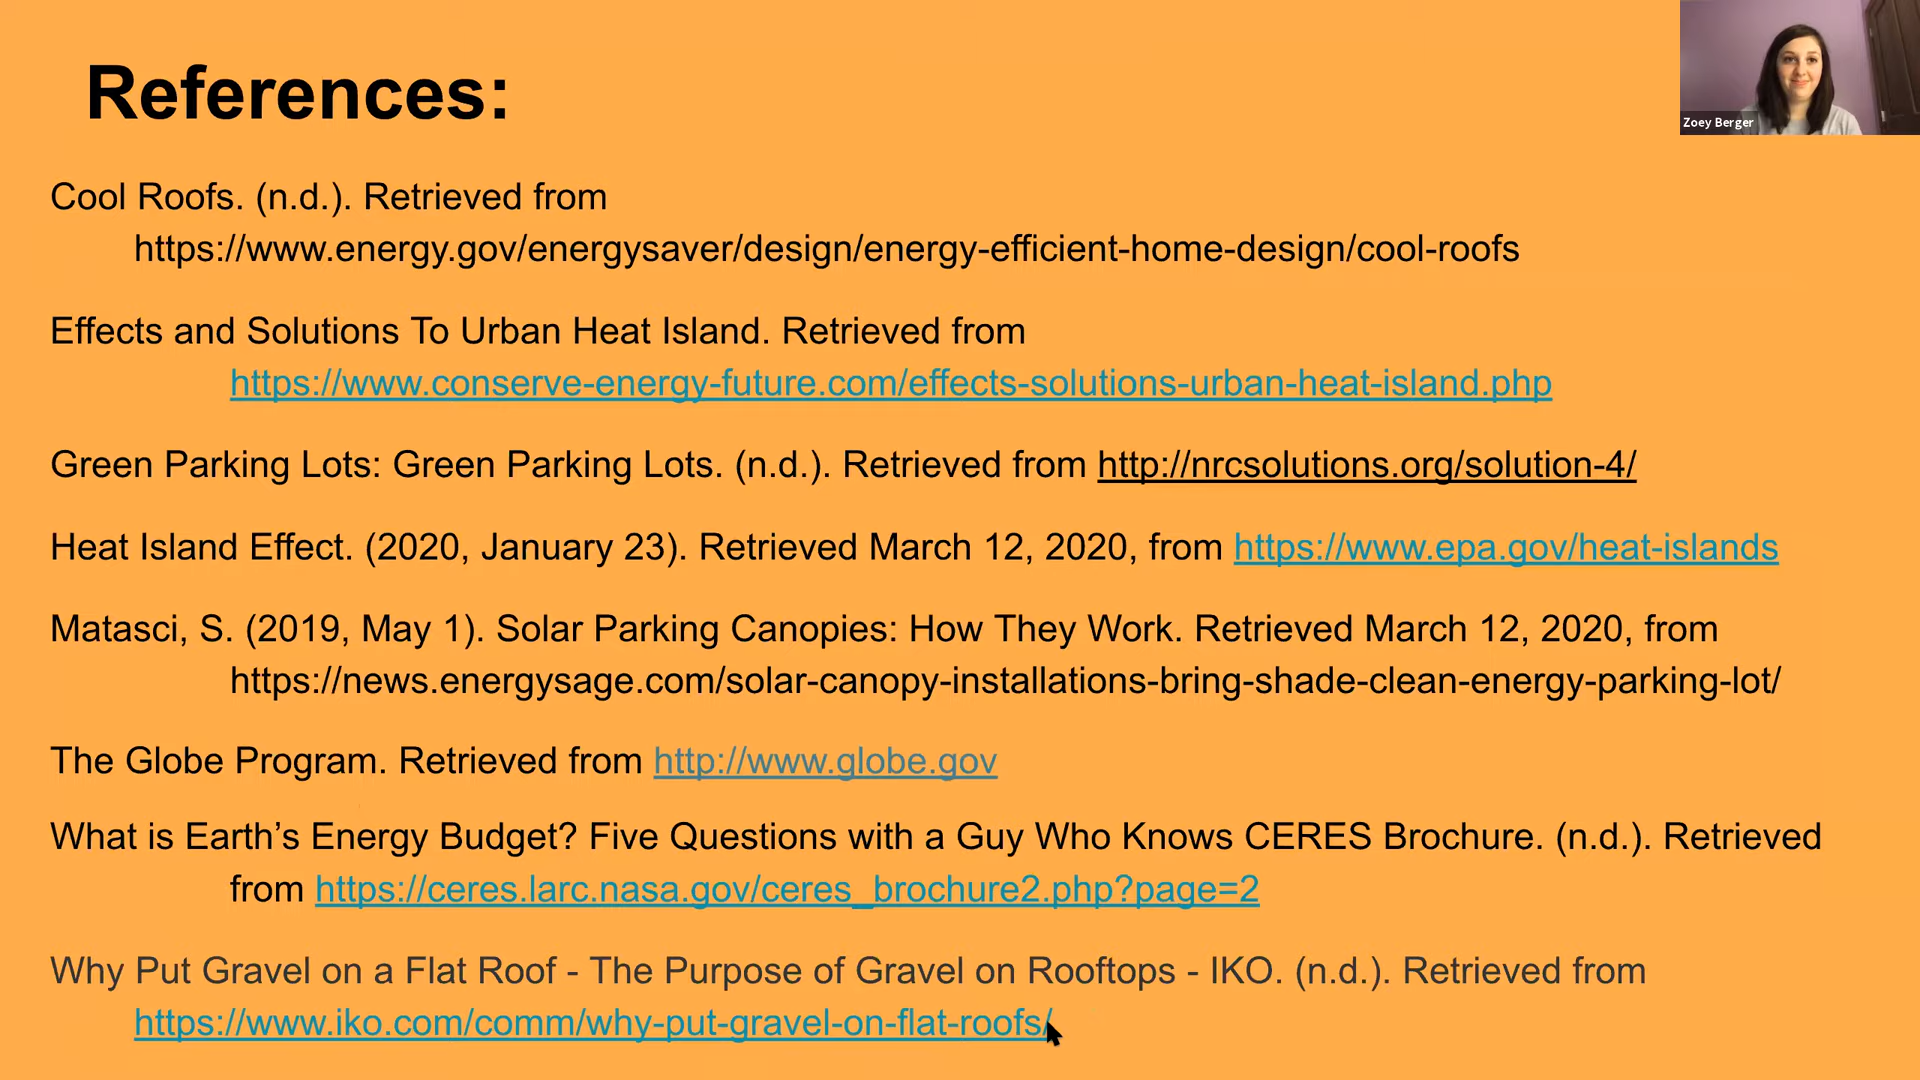 References:
Zoey Berger
Cool Roofs. (n.d.). Retrieved from
https://www.energy.gov/energysaver/design/energy-efficient-home-design/cool-roofs
Effects and Solutions To Urban Heat Island. Retrieved from
https://www.conserve-energy-future.com/effects-solutions-urban-heat-island.php
Green Parking Lots: Green Parking Lots. (n.d.). Retrieved from http://nrcsolutions.org/solution-4/
Heat Island Effect. (2020, January 23). Retrieved March 12, 2020, from https://www.epa.gov/heat-islands
Matasci, S. (2019, May 1). Solar Parking Canopies: How They Work. Retrieved March 12, 2020, from
https://news.energysage.com/solar-canopy-installations-bring-shade-clean-energy-parking-lot/
The Globe Program. Retrieved from http://www.globe.gov
What is Earth’s Energy Budget? Five Questions with a Guy Who Knows CERES Brochure. (n.d.). Retrieved
from https://ceres.larc.nasa.gov/ceres_brochure2.php?page=2
Why Put Gravel on a Flat Roof - The Purpose of Gravel on Rooftops - IKO. (n.d.). Retrieved from
https://www.iko.com/comm/why-put-gravel-on-flat-roofs/